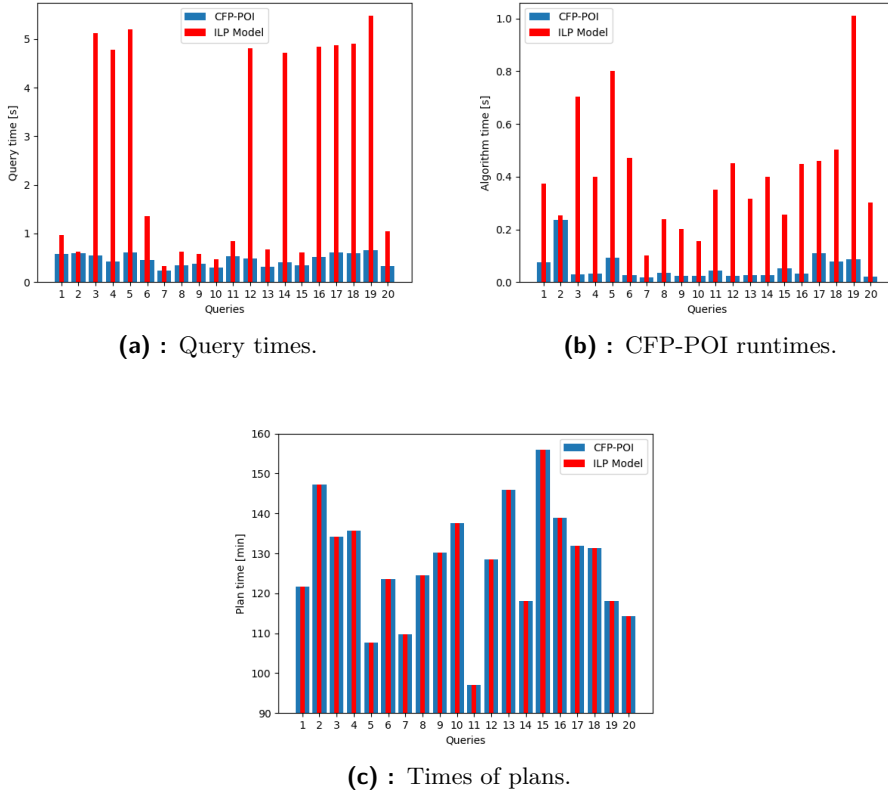 CFP-POI
ILP Model
Query time [s]
5
4
3
2
1
0
1 2 3 4 5 6 7 8 9 10 11 12 13 14 15 16 17 18 19 20
Queries
(a) : Query times.
CFP-POI
ILP Model
Algorithm time [s]
1.0
0.8
0.6
0.4
0.2
0.0
1 2 3 4 5 6 7 8 9 10 11 12 13 14 15 16 17 18 19 20
Queries
(b) : CFP-POI runtimes.
CFP-POI
ILP Model
Plan time [min]
160
150
140
130
120
110
100
90
1 2 3 4 5 6 7 8 9 10 11 12 13 14 15 16 17 18 19 20
Queries
(c) : Times of plans.